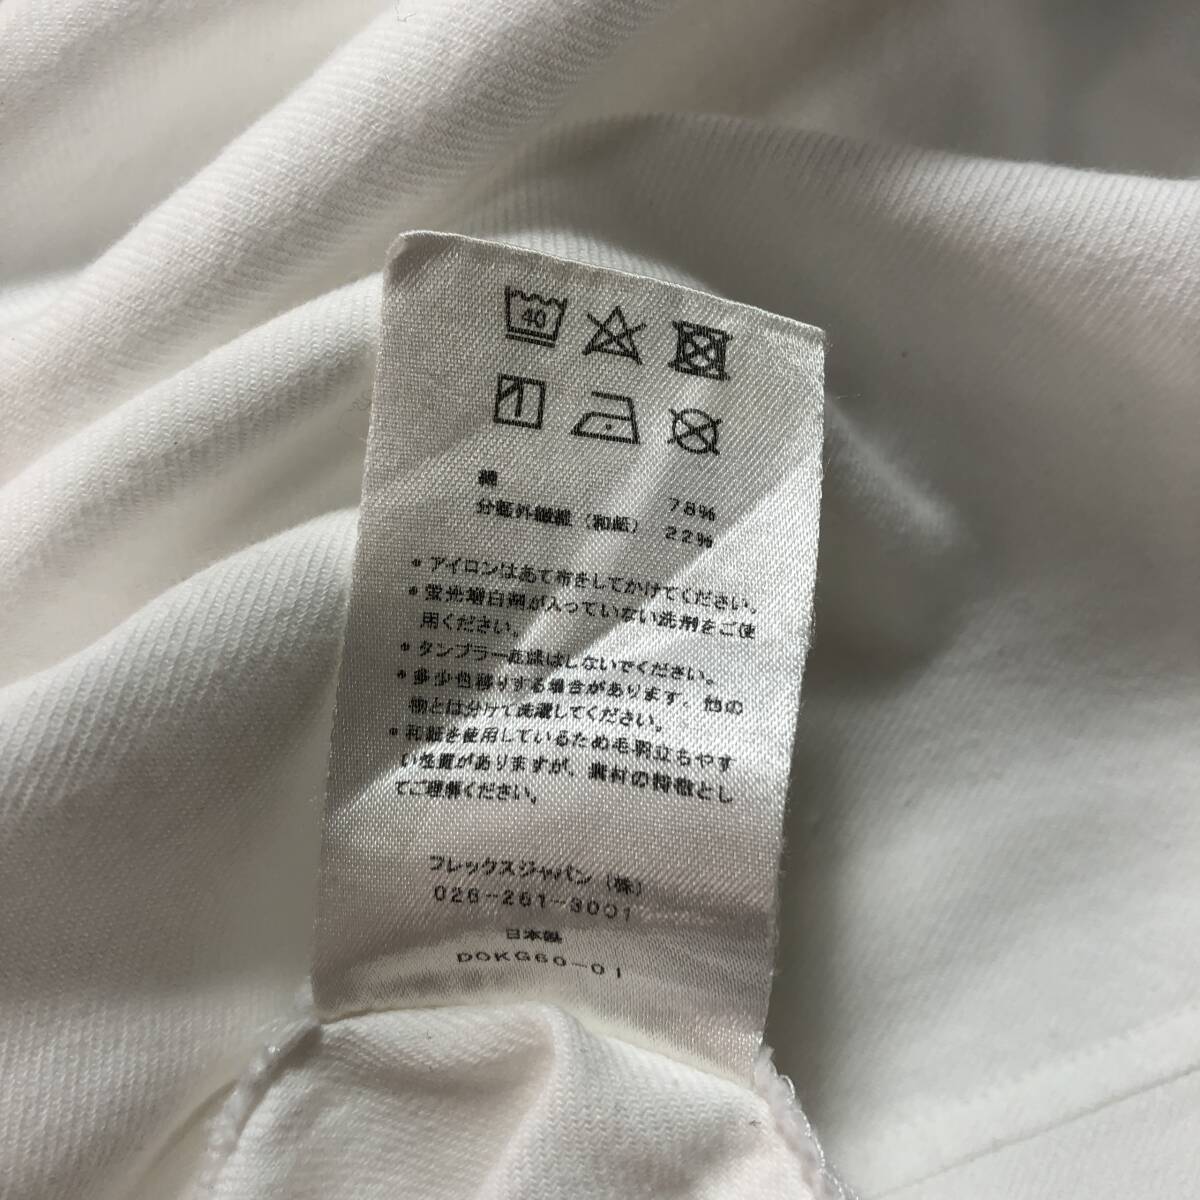 40
綿 78%
分類外繊維（和紙） 22%
*アイロンはあて布をしてかけてください。
*蛍光増白剤が入っていない洗剤をご使
用ください。
*タンブラー乾燥はしないでください。
*多少色移りする場合があります、他の
物とは分けて洗濯してください。
*和紙を使用しているため毛羽立ちやす
い性質がありますが、素材の特徴とし
てご理解ください。
フレックスジャパン（株）
026-261-3001
日本製
DOKG60-01